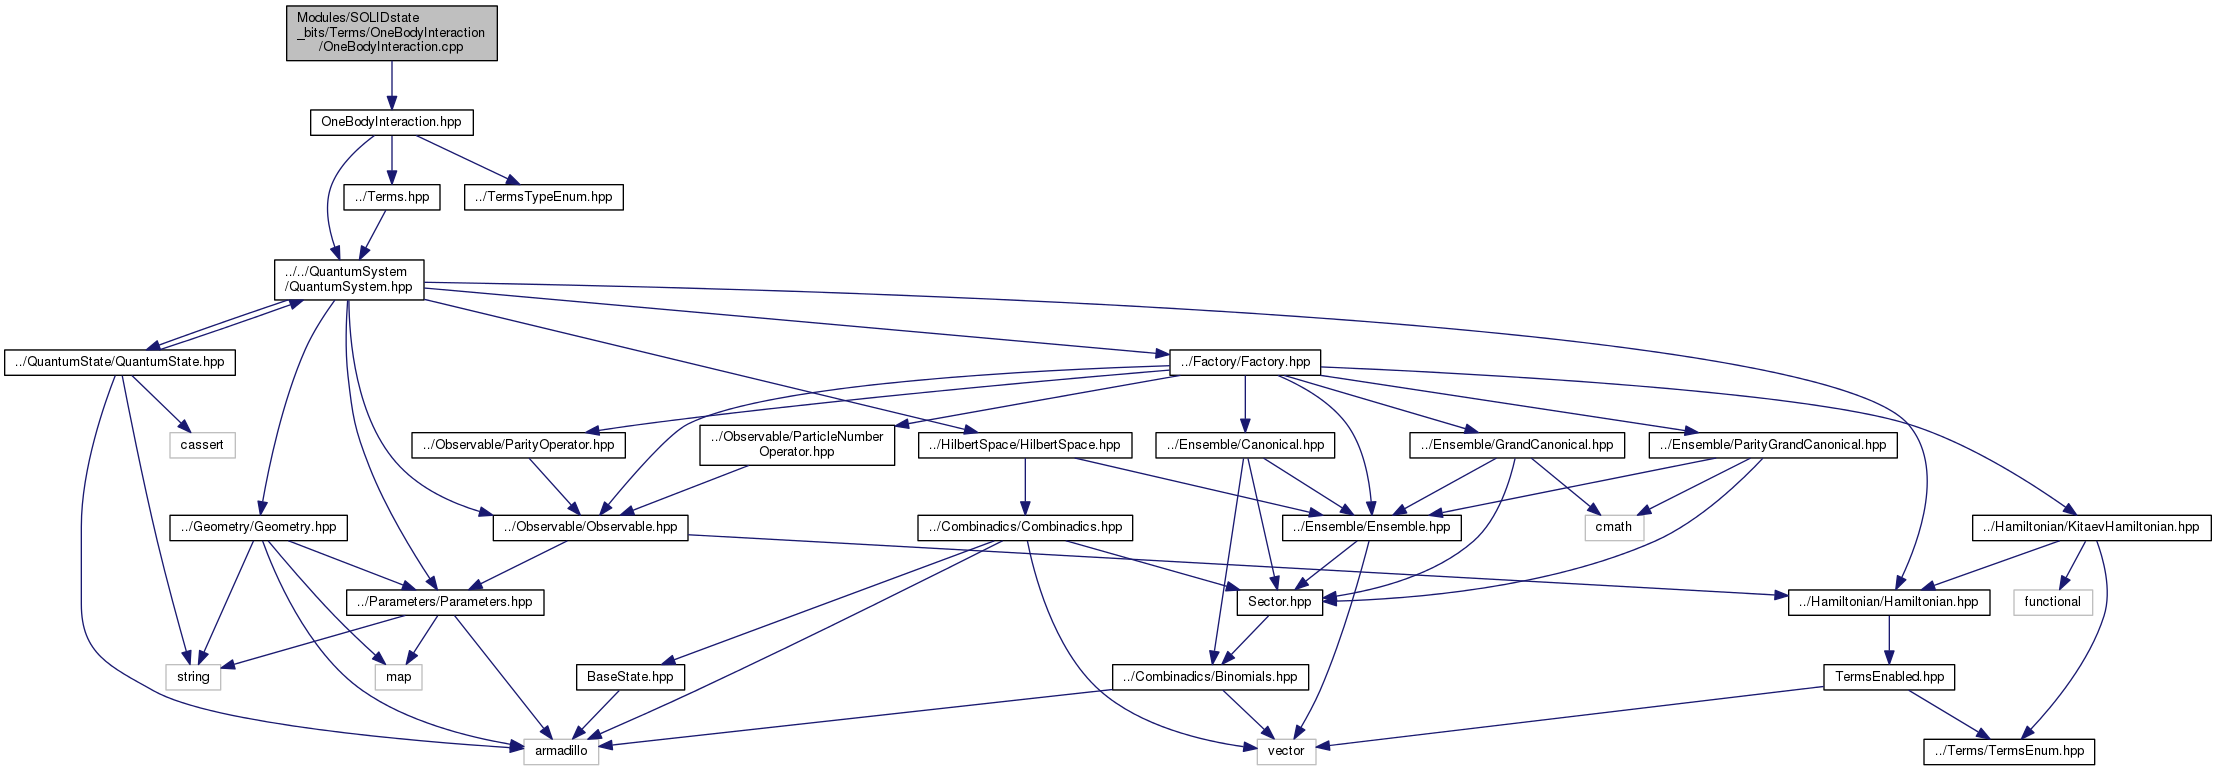 Modules/SOLIDstate
_bits/Terms/OneBodyInteraction
/OneBodyInteraction.cpp
OneBodyInteraction.hpp
../Terms.hpp
../TermsTypeEnum.hpp
../../QuantumSystem
/QuantumSystem.hpp
../QuantumState/QuantumState.hpp
../Factory/Factory.hpp
cassert
../Observable/ParityOperator.hpp
../Observable/ParticleNumber
Operator.hpp
../HilbertSpace/HilbertSpace.hpp
../Ensemble/Canonical.hpp
../Ensemble/GrandCanonical.hpp
../Ensemble/ParityGrandCanonical.hpp
../Geometry/Geometry.hpp
../Observable/Observable.hpp
../Combinadics/Combinadics.hpp
../Ensemble/Ensemble.hpp
cmath
../Hamiltonian/KitaevHamiltonian.hpp
../Parameters/Parameters.hpp
Sector.hpp
../Hamiltonian/Hamiltonian.hpp
functional
string
map
BaseState.hpp
../Combinadics/Binomials.hpp
TermsEnabled.hpp
armadillo
vector
../Terms/TermsEnum.hpp